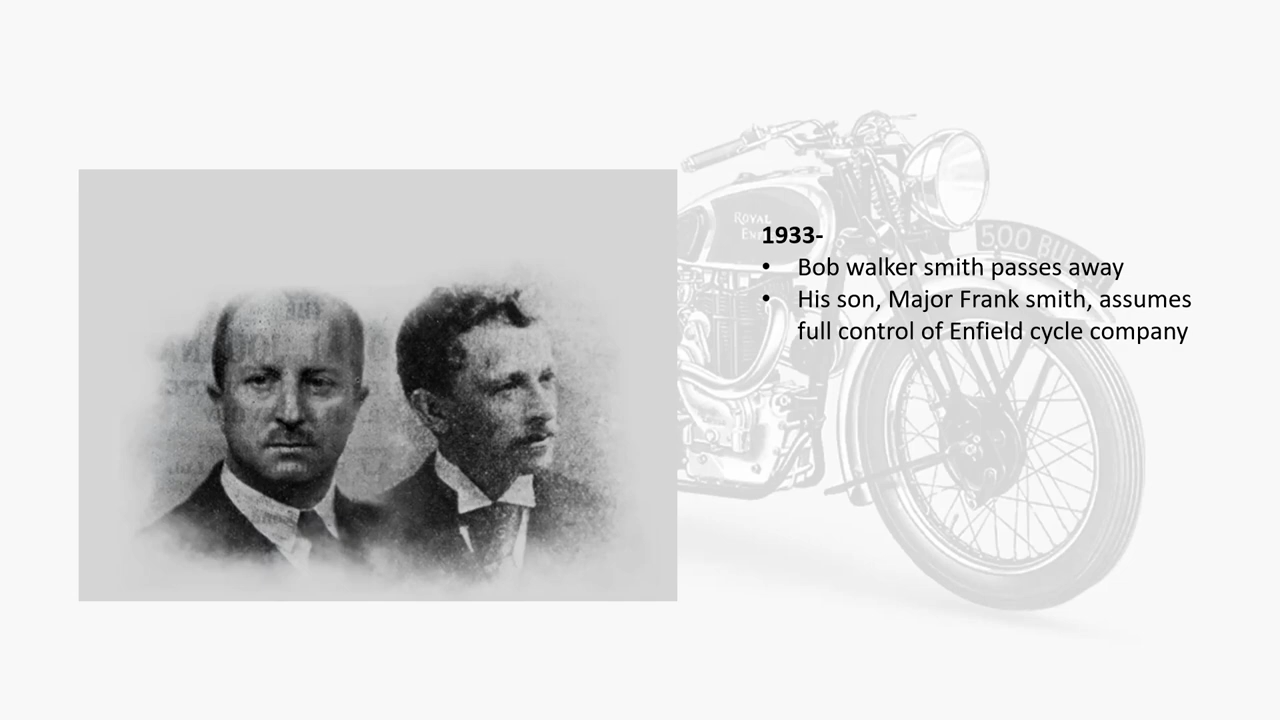 ROYAL
1933-
• Bob walker smith passes away
• His son, Major Frank smith, assumes
full control of Enfield cycle company
500